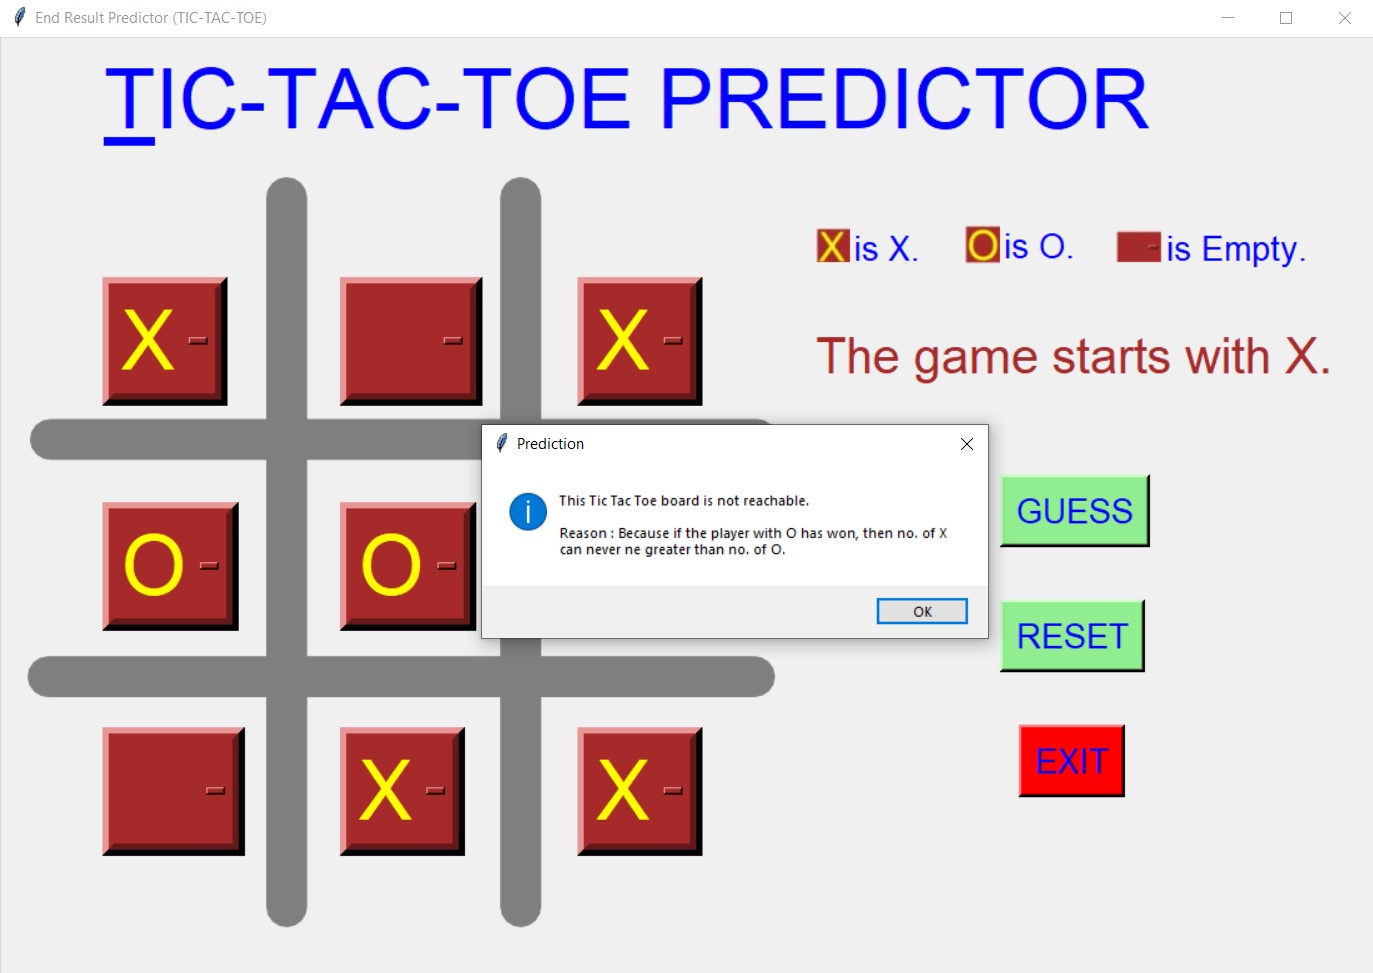 End Result Predictor (TIC-TAC-TOE)
TIC-TAC-TOE PREDICTOR
X is X. O is O. - is Empty.
The game starts with X.
X - - X -
Prediction
This Tic Tac Toe board is not reachable.
Reason : Because if the player with O has won, then no. of X
can never ne greater than no. of O.
OK
O - O -
GUESS
RESET
- X - X -
EXIT